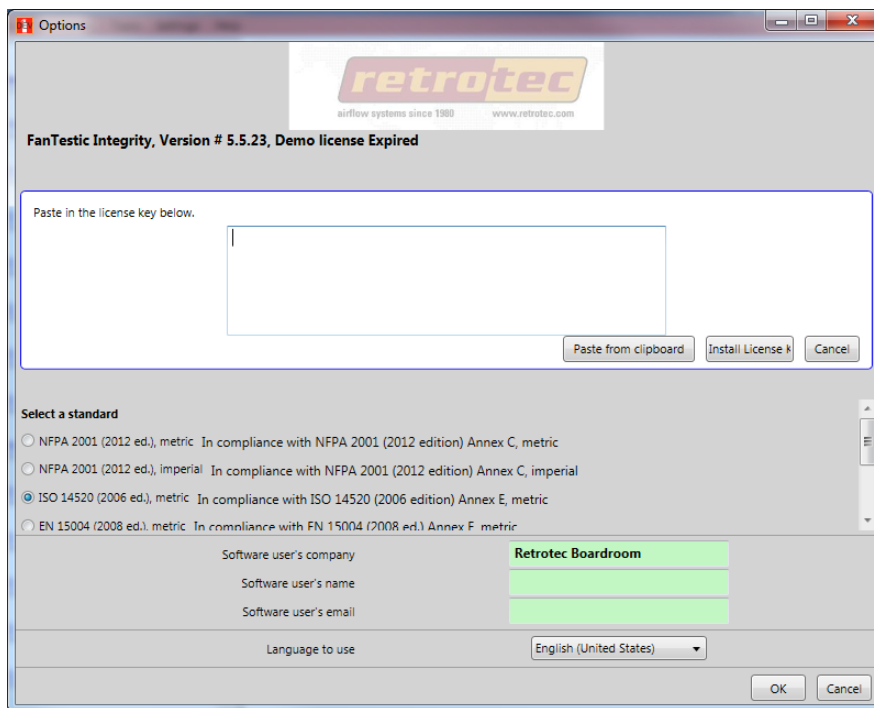 Options
retrotec
airflow systems since 1980 www.retrotec.com
FanTestic Integrity, Version # 5.5.23, Demo license Expired
Paste in the license key below.
Paste from clipboard Install License k Cancel
Select a standard
NFPA 2001 (2012 ed.), metric In compliance with NFPA 2001 (2012 edition) Annex C, metric
NFPA 2001 (2012 ed.), imperial In compliance with NFPA 2001 (2012 edition) Annex C, imperial
ISO 14520 (2006 ed.), metric In compliance with ISO 14520 (2006 edition) Annex E, metric
EN 15004 (2008 ed.), metric In compliance with EN 15004 (2008 ed.) Annex E, metric
Software user's company Retrotec Boardroom
Software user's name
Software user's email
Language to use English (United States)
OK Cancel